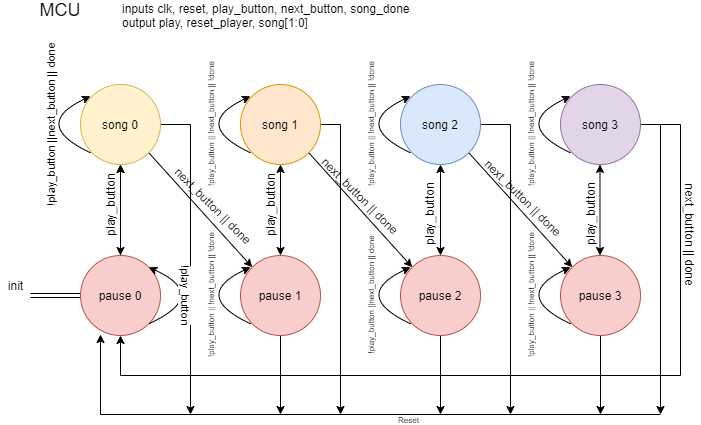 MCU
inputs clk, reset, play_button, next_button, song_done
output play, reset_player, song[1:0]
!play_button ||next_button || done
!play_button || !next_button || !done
!play_button || !next_button || !done
!play_button || !next_button || !done
song 0
song 1
song 2
song 3
play_button
next_button || done
play_button
next_button || done
play_button
next_button || done
play_button
next_button || done
init
pause 0
!play_button
!play_button || !next_button || !done
pause 1
!play_button ||next_button || done
pause 2
!play_button || !next_button || !done
pause 3
Reset